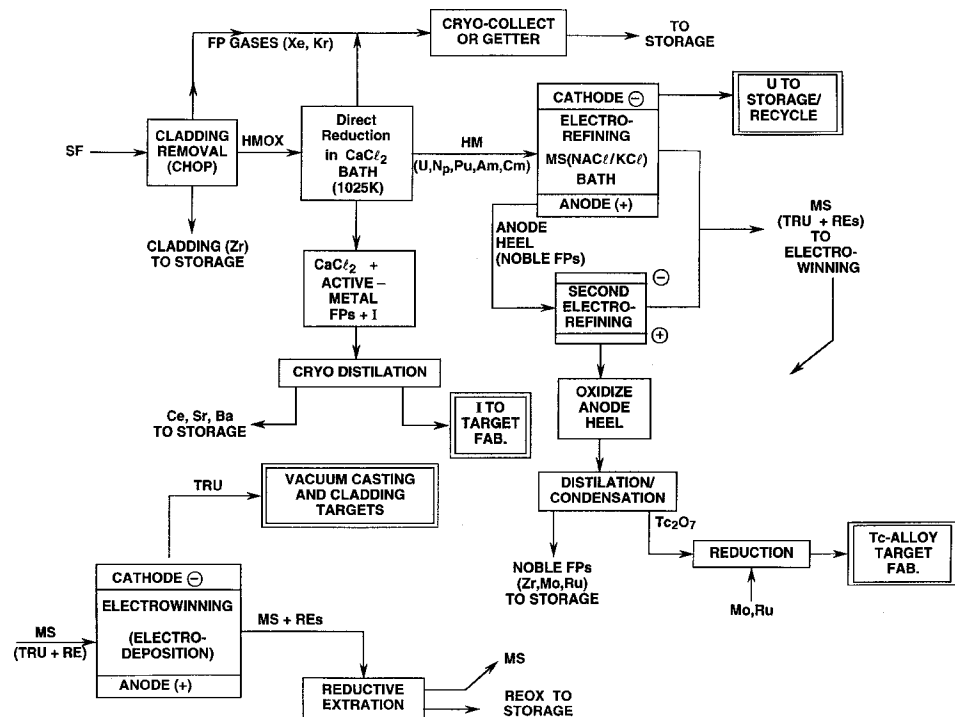 CRYO-COLLECT
OR GETTER
TO
STORAGE
FP GASES (Xe, Kr)
SF
CLADDING
REMOVAL
(CHOP)
HMOX
Direct
Reduction
in CaCℓ₂
BATH
(1025K)
HM
(U,Np,Pu,Am,Cm)
CATHODE ⊖
ELECTRO-
REFINING
MS(NACℓ/KCℓ)
BATH
ANODE (+)
U TO
STORAGE/
RECYCLE
CLADDING (Zr)
TO STORAGE
ANODE
HEEL
(NOBLE FPs)
MS
(TRU + REs)
TO
ELECTRO-
WINNING
CaCℓ₂ +
ACTIVE–
METAL
FPs + I
⊖
SECOND
ELECTRO-
REFINING
⊕
CRYO DISTILATION
Ce, Sr, Ba
TO STORAGE
I TO
TARGET
FAB.
OXIDIZE
ANODE
HEEL
TRU
VACUUM CASTING
AND CLADDING
TARGETS
DISTILATION/
CONDENSATION
Tc₂O₇
NOBLE FPs
(Zr,Mo,Ru)
TO STORAGE
REDUCTION
Mo,Ru
Tc-ALLOY
TARGET
FAB.
CATHODE ⊖
ELECTROWINNING
(ELECTRO-
DEPOSITION)
ANODE (+)
MS
(TRU + RE)
MS + REs
REDUCTIVE
EXTRATION
MS
REOX TO
STORAGE